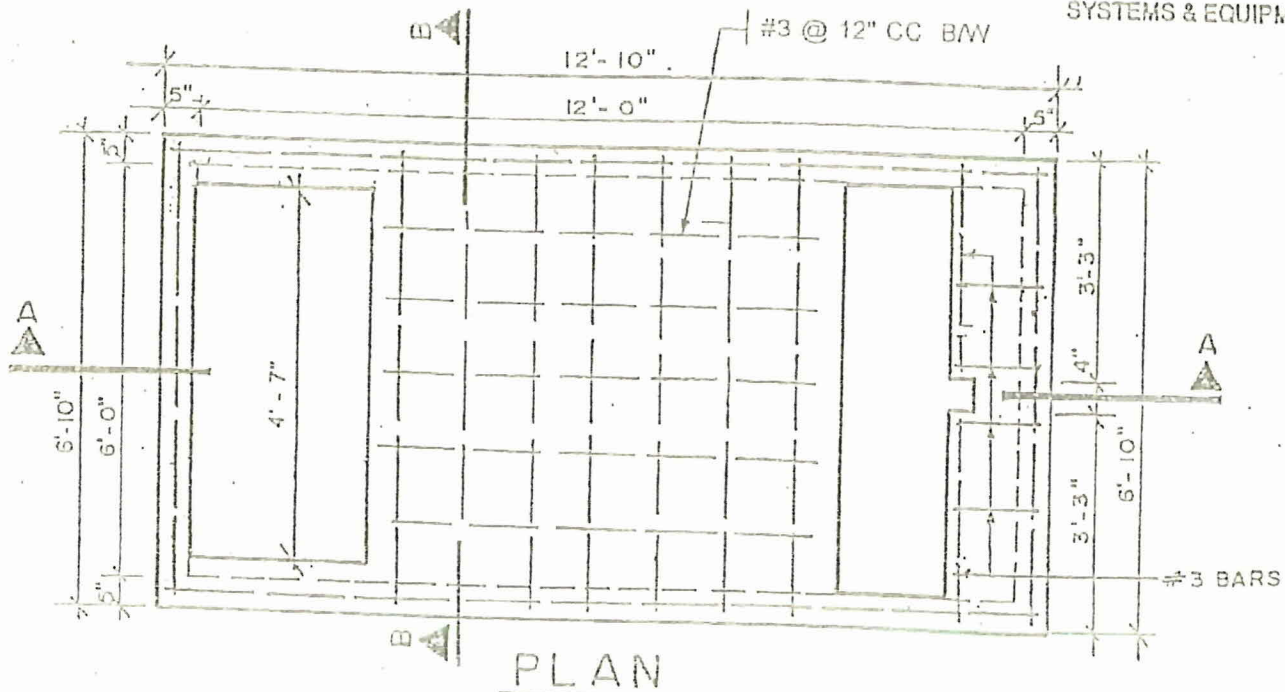 SYSTEMS & EQUIPM
#3 @ 12" CC B/W
B
12'-10"
5"
12'-0"
5"
5"
3'-3"
A
4'-7"
4"
A
6'-10"
6'-0"
6'-10"
3'-3"
5"
#3 BARS
B
PLAN